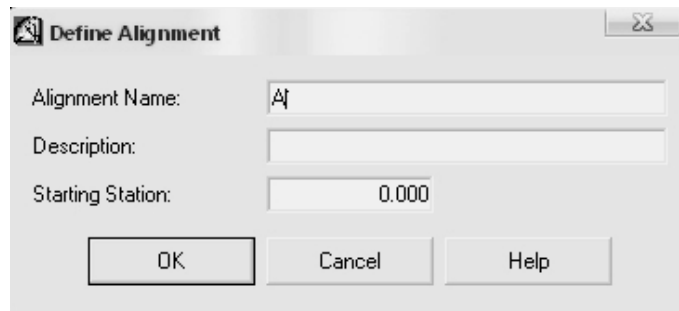 Define Alignment
Alignment Name: A
Description:
Starting Station: 0.000
OK Cancel Help